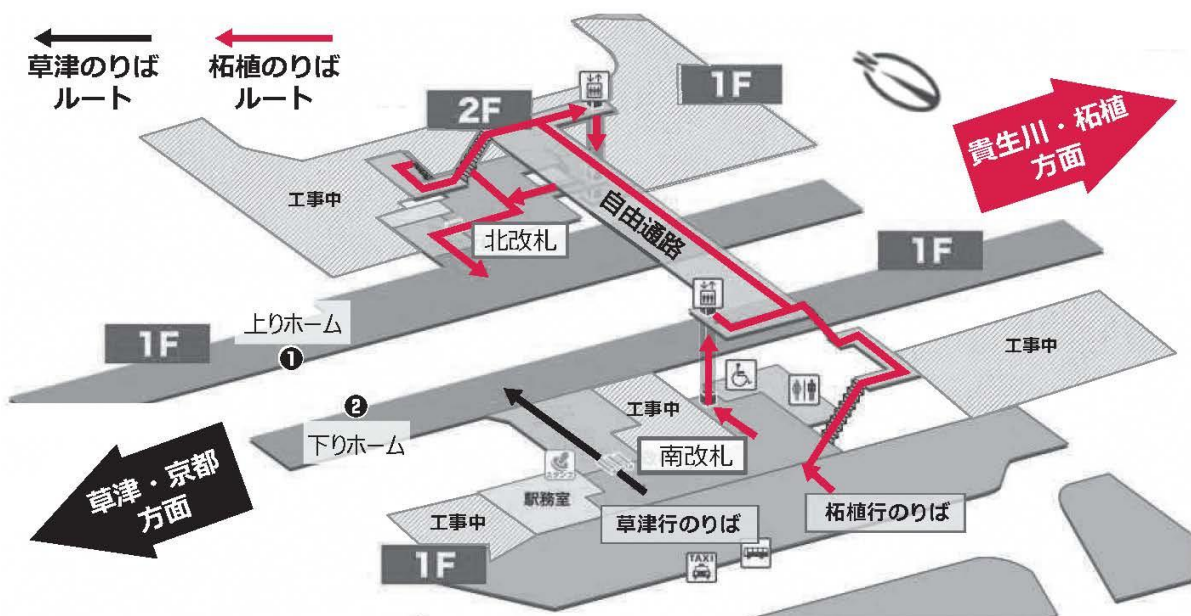 草津のりば
ルート
柘植のりば
ルート
1F
N
2F
貴生川・柘植
方面
工事中
自由通路
北改札
1F
上りホーム
1F
❶
工事中
❷
工事中
下りホーム
南改札
スタンプ
駅務室
草津・京都
方面
柘植行のりば
工事中
草津行のりば
1F
TAXI